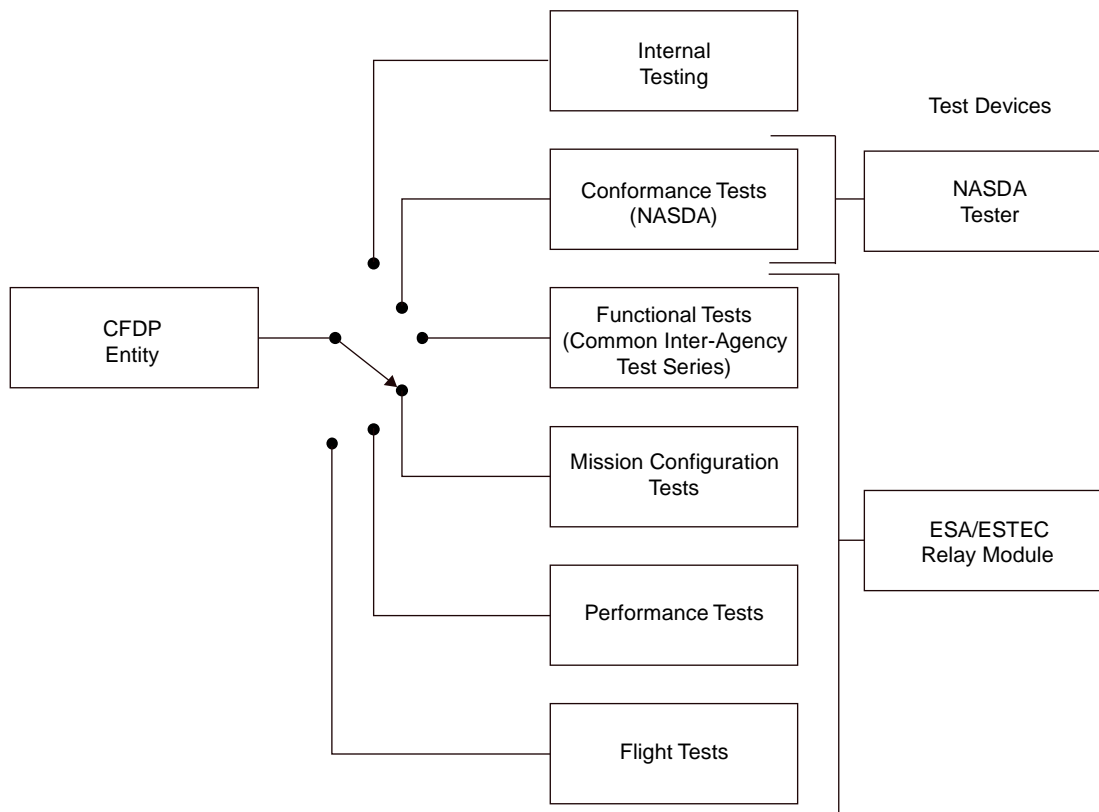 Internal
Testing
Test Devices
Conformance Tests
(NASDA)
NASDA
Tester
CFDP
Entity
Functional Tests
(Common Inter-Agency
Test Series)
Mission Configuration
Tests
ESA/ESTEC
Relay Module
Performance Tests
Flight Tests